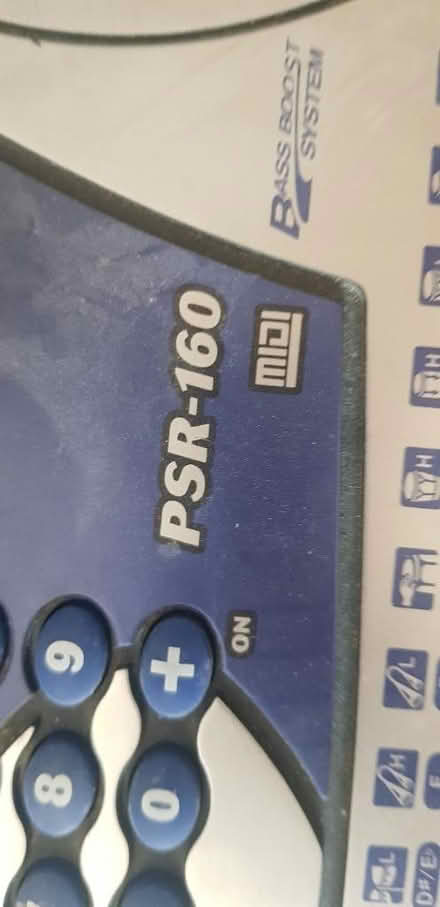 BASS BOOST
SYSTEM
PSR-160
MIDI
ON
9
+
8
0
H
H
L
H
L
D#/E♭